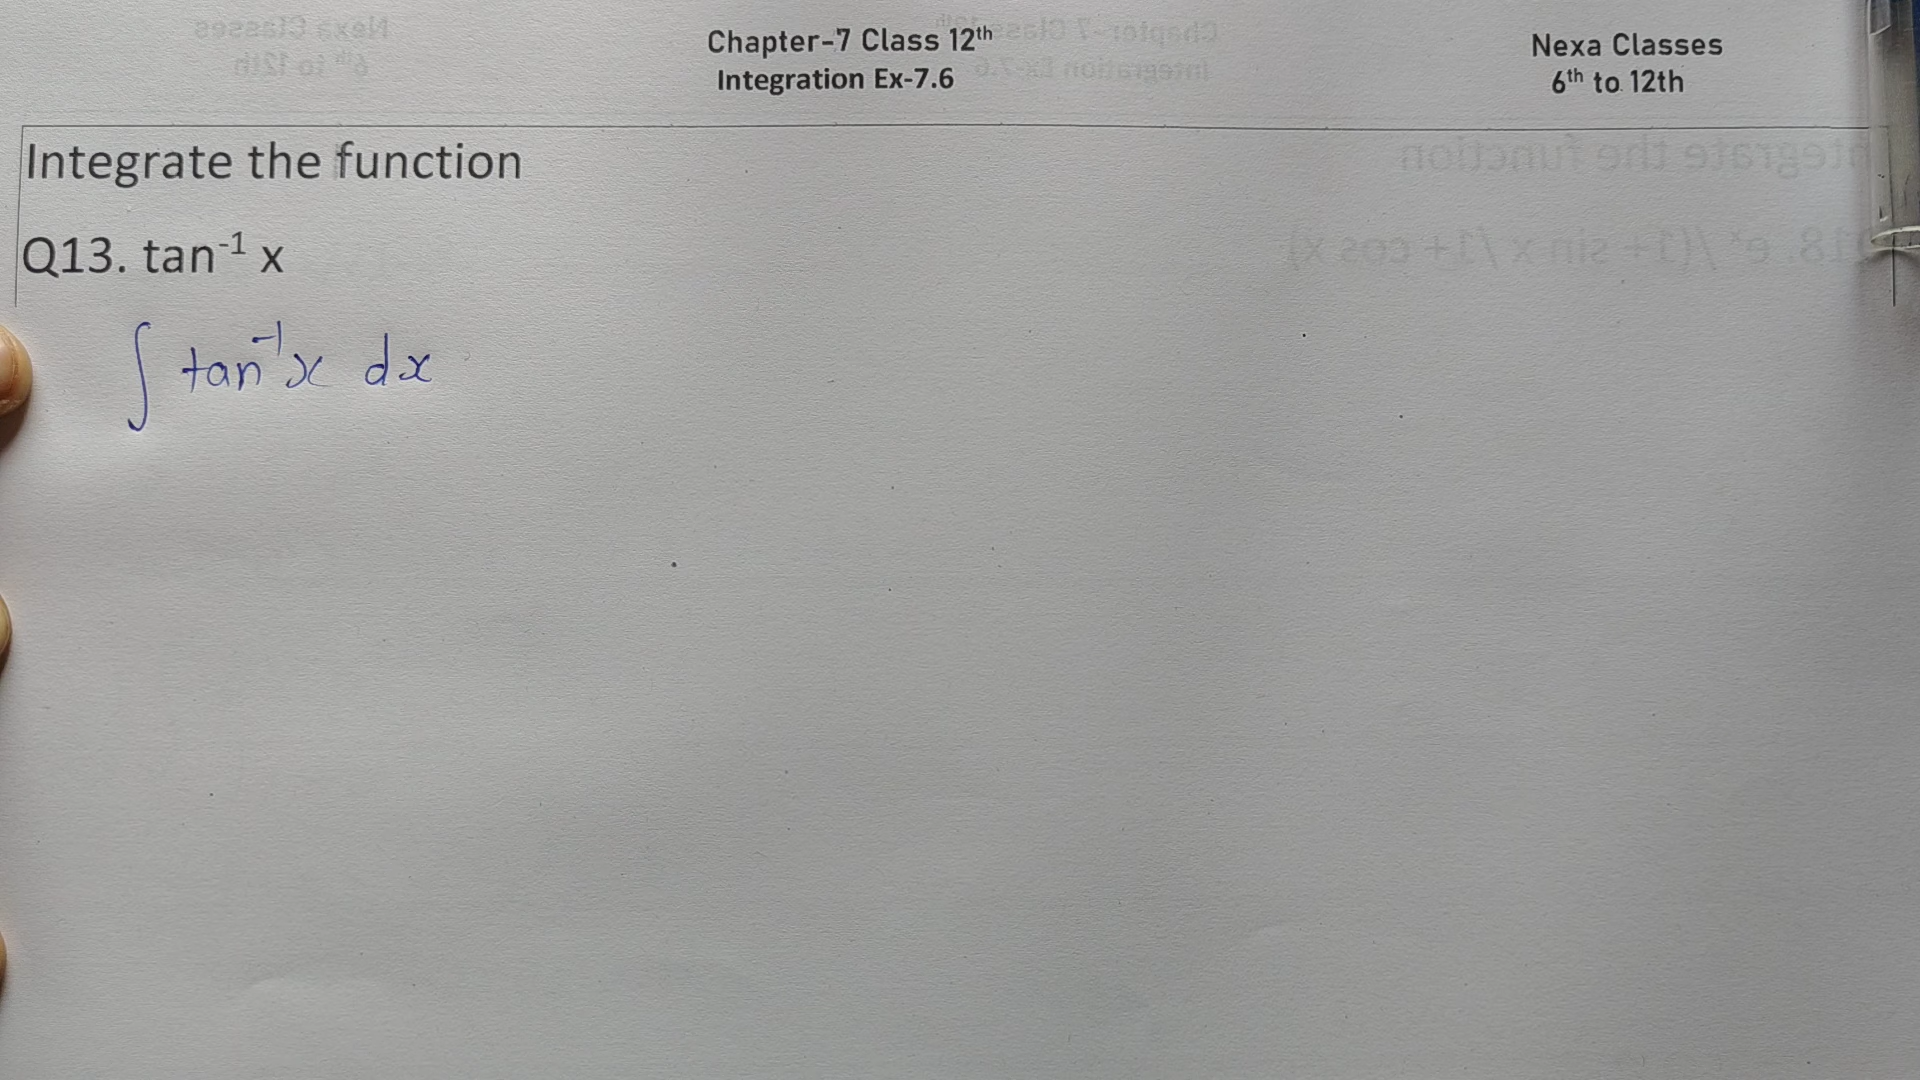 Chapter-7 Class 12th
Integration Ex-7.6
Nexa Classes
6th to 12th
Integrate the function
Q13. tan⁻¹ x
∫ tan⁻¹x dx